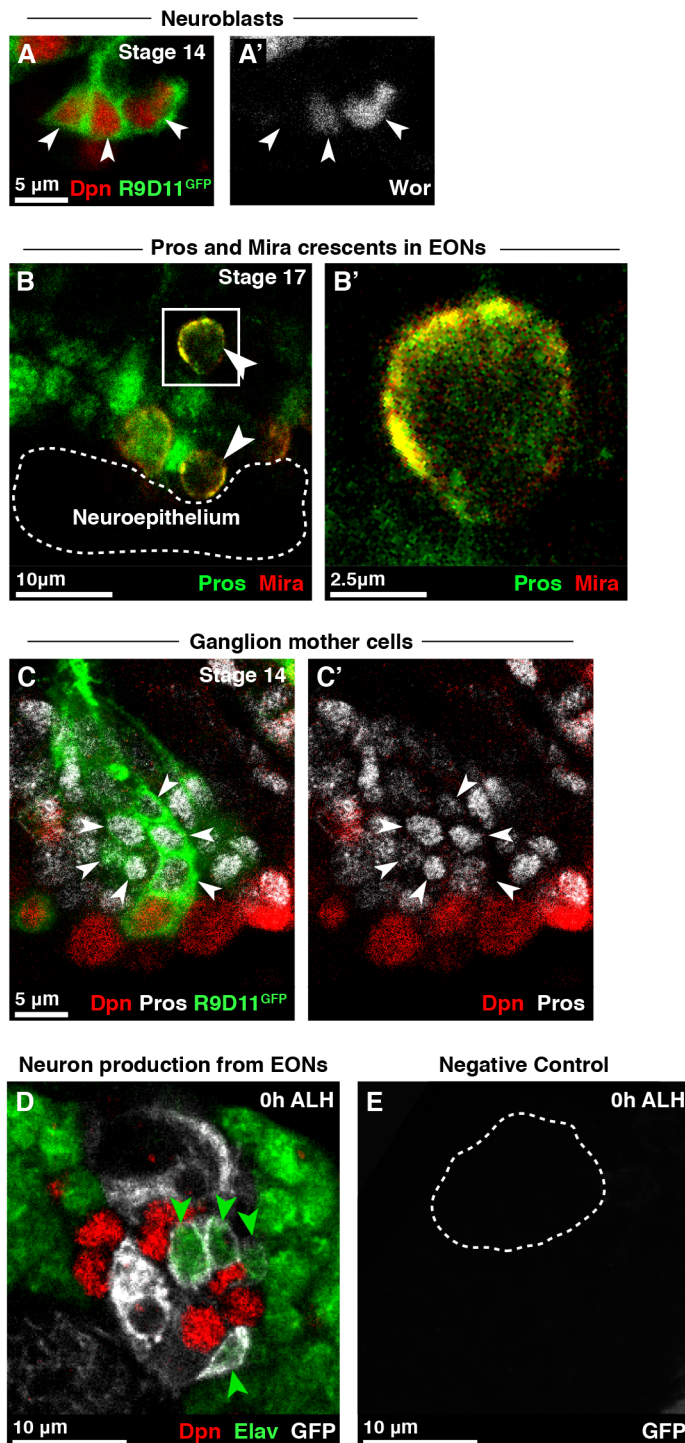 Neuroblasts
A Stage 14
A'
5 µm Dpn R9D11GFP
Wor
Pros and Mira crescents in EONs
B Stage 17
B'
Neuroepithelium
10µm Pros Mira
2.5µm Pros Mira
Ganglion mother cells
C Stage 14
C'
5 µm Dpn Pros R9D11GFP
Dpn Pros
Neuron production from EONs
Negative Control
D 0h ALH
E 0h ALH
10 µm Dpn Elav GFP
10 µm GFP